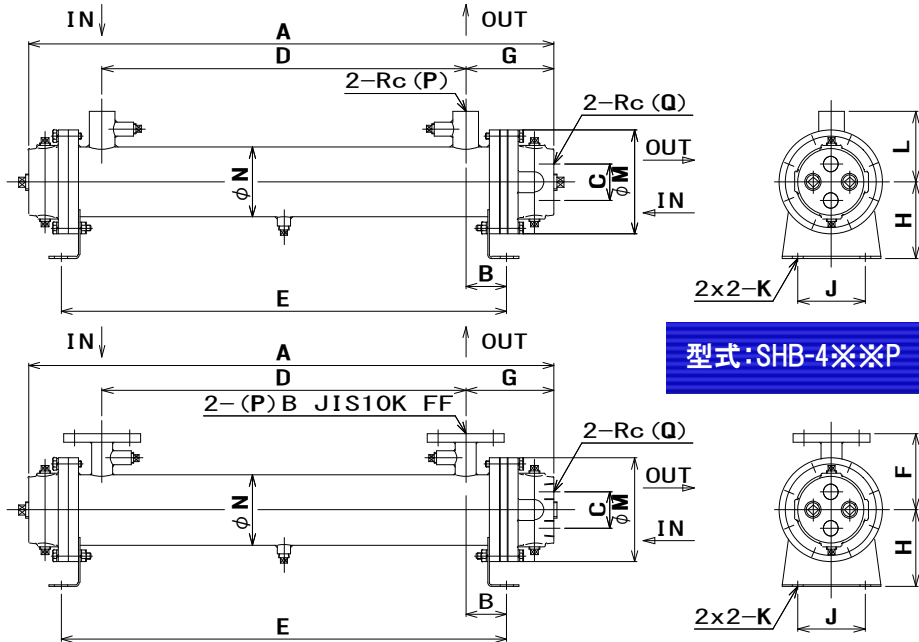 IN
OUT
A
D
G
2-Rc(P)
2-Rc(Q)
OUT
φN
C
φM
IN
B
E
L
H
2x2-K
J
型式:SHB-4※※P
IN
OUT
A
D
G
2-(P)B JIS10K FF
2-Rc(Q)
OUT
φN
C
φM
IN
B
E
F
H
2x2-K
J